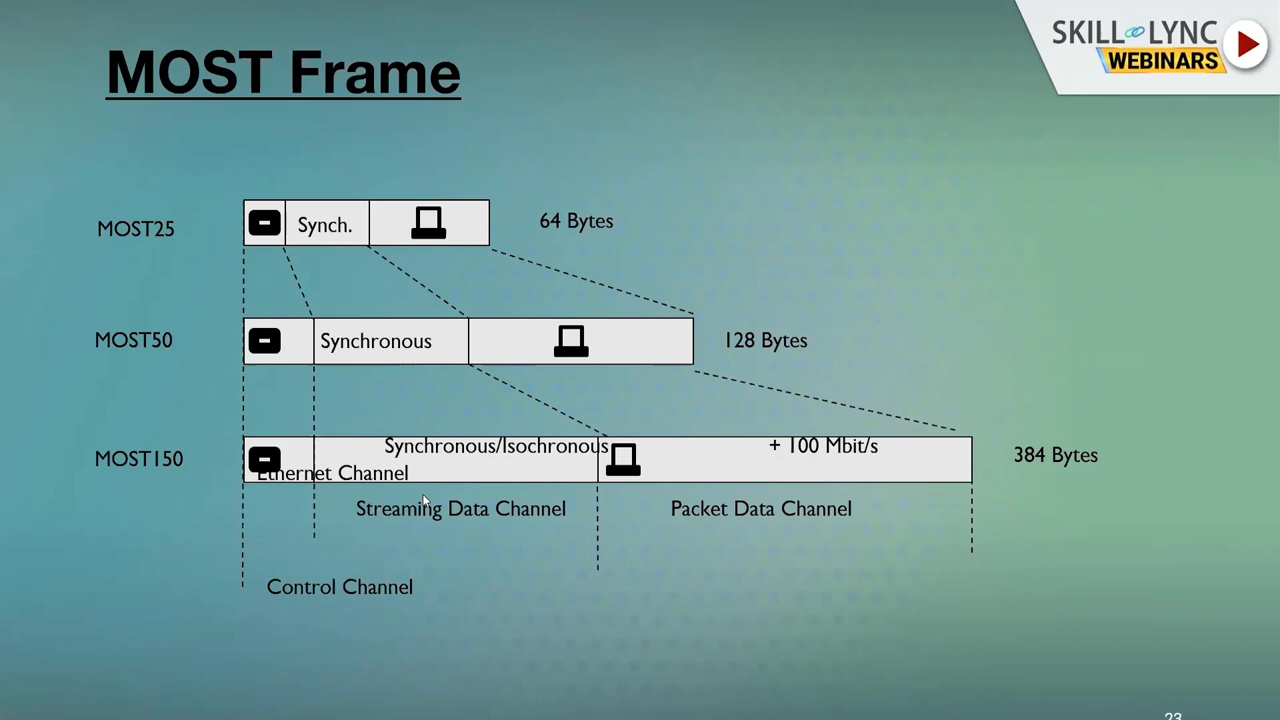 MOST Frame
SKILL LYNC
WEBINARS
MOST25
Synch.
64 Bytes
MOST50
Synchronous
128 Bytes
MOST150
Synchronous/Isochronous
+ 100 Mbit/s
Ethernet Channel
384 Bytes
Streaming Data Channel
Packet Data Channel
Control Channel
23